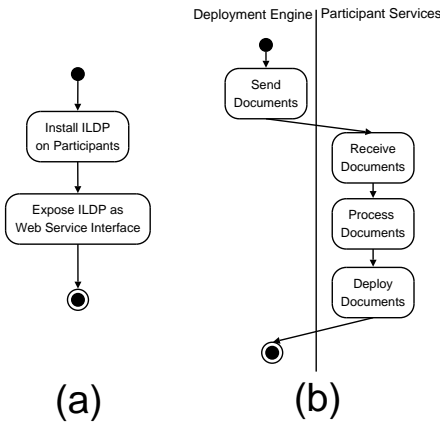 Deployment Engine
Participant Services
Install ILDP
on Participants
Expose ILDP as
Web Service Interface
Send
Documents
Receive
Documents
Process
Documents
Deploy
Documents
(a)
(b)